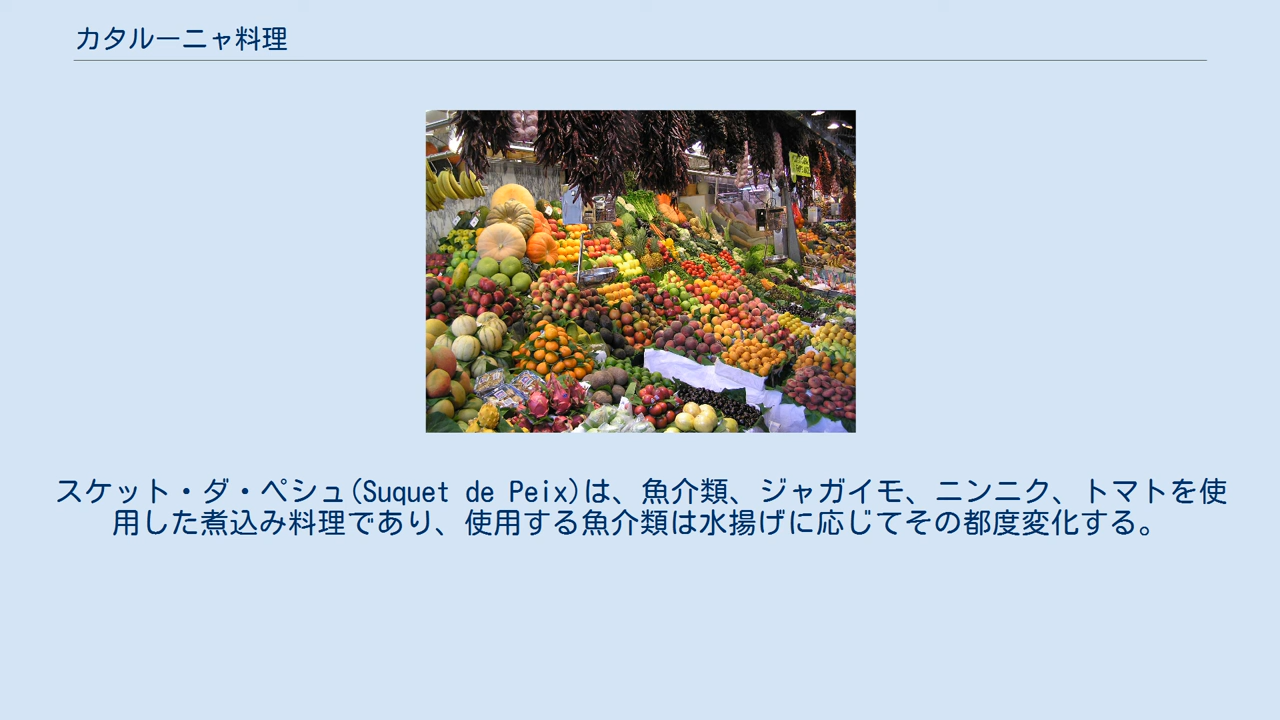 カタルーニャ料理
スケット・ダ・ペシュ(Suquet de Peix)は、魚介類、ジャガイモ、ニンニク、トマトを使
用した煮込み料理であり、使用する魚介類は水揚げに応じてその都度変化する。